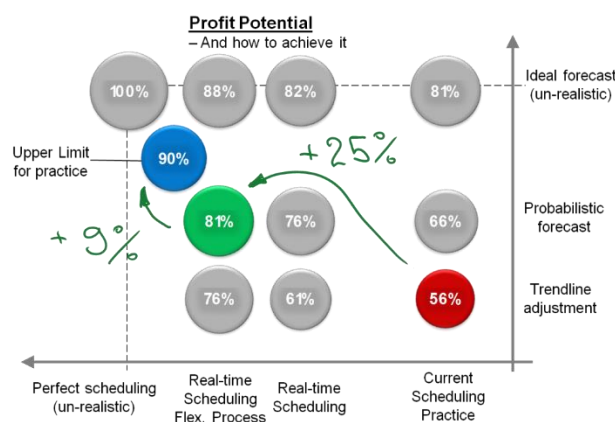 Profit Potential
– And how to achieve it
100% 88% 82% 81%
Ideal forecast
(un-realistic)
+25%
Upper Limit
for practice
90%
+9%
81% 76% 66%
Probabilistic
forecast
76% 61% 56%
Trendline
adjustment
Perfect scheduling
(un-realistic)
Real-time
Scheduling
Flex. Process
Real-time
Scheduling
Current
Scheduling
Practice